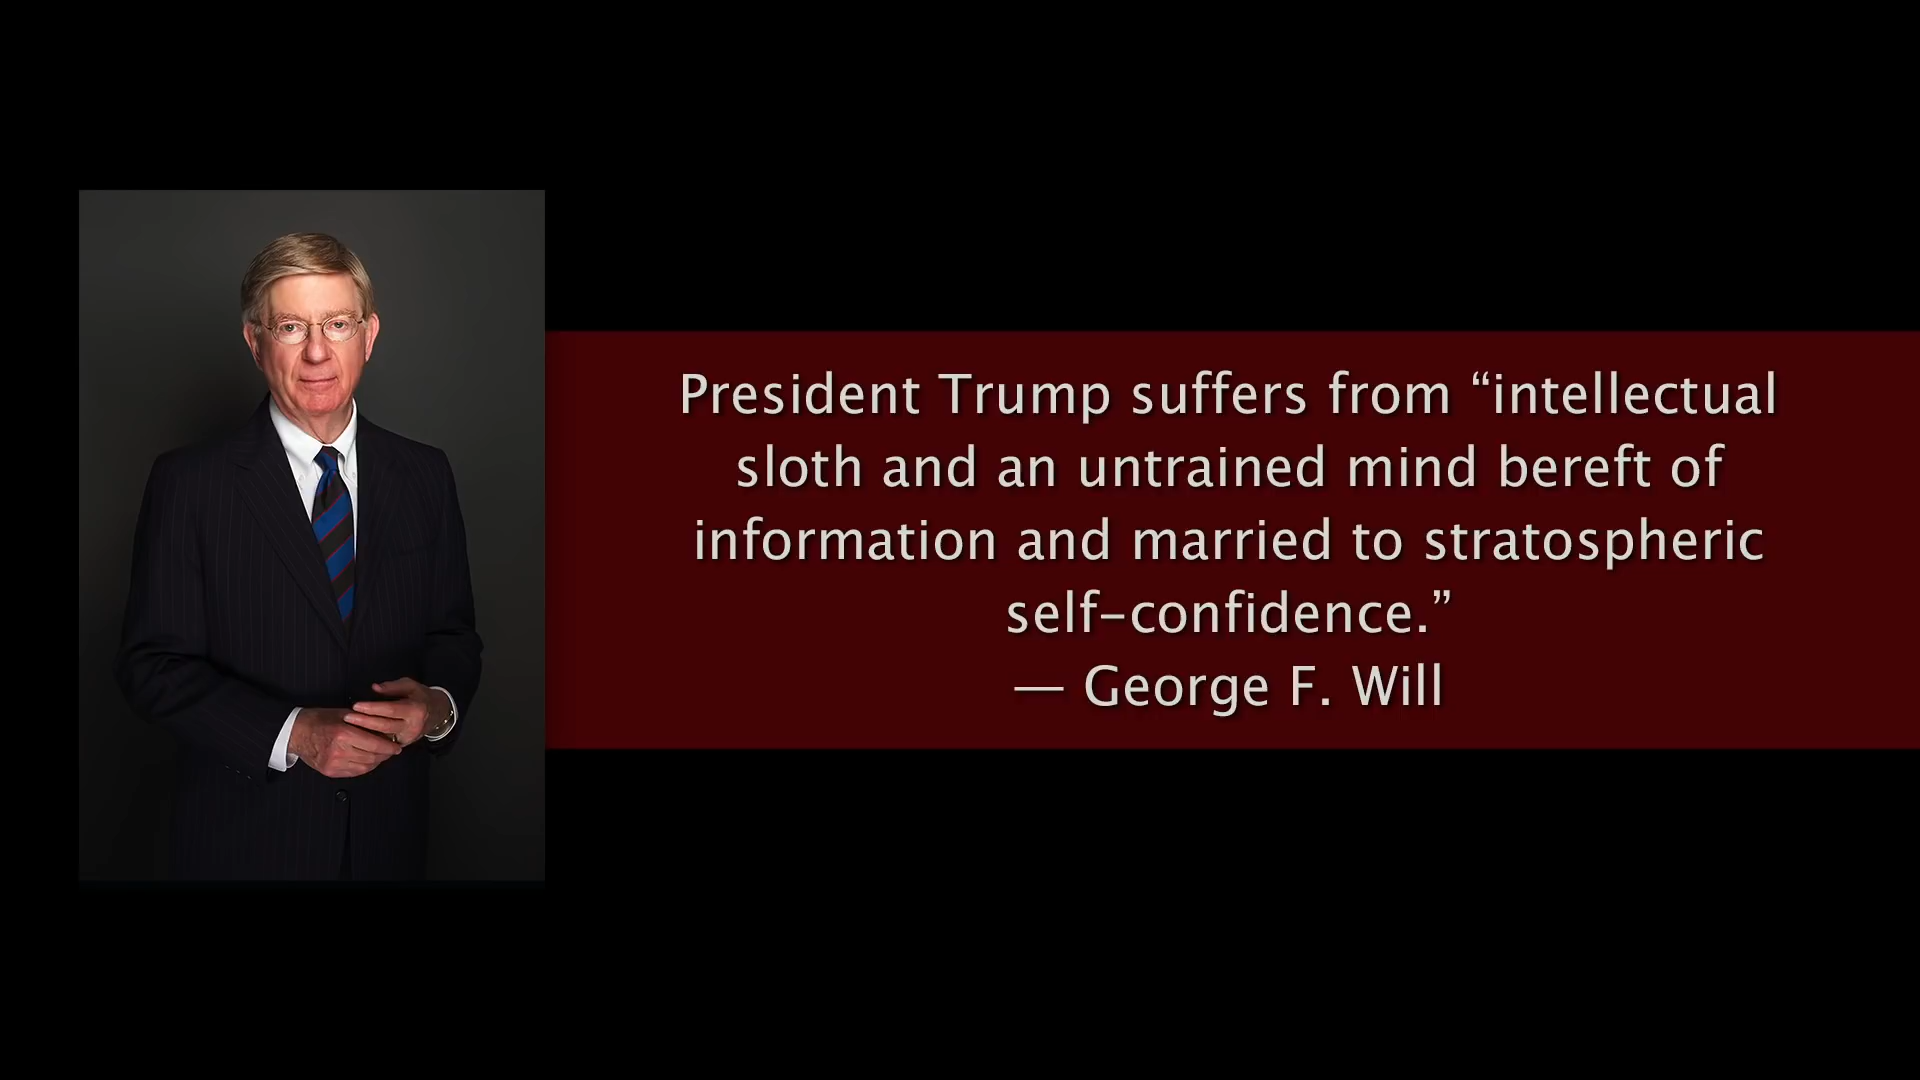 President Trump suffers from “intellectual
sloth and an untrained mind bereft of
information and married to stratospheric
self-confidence.”
— George F. Will